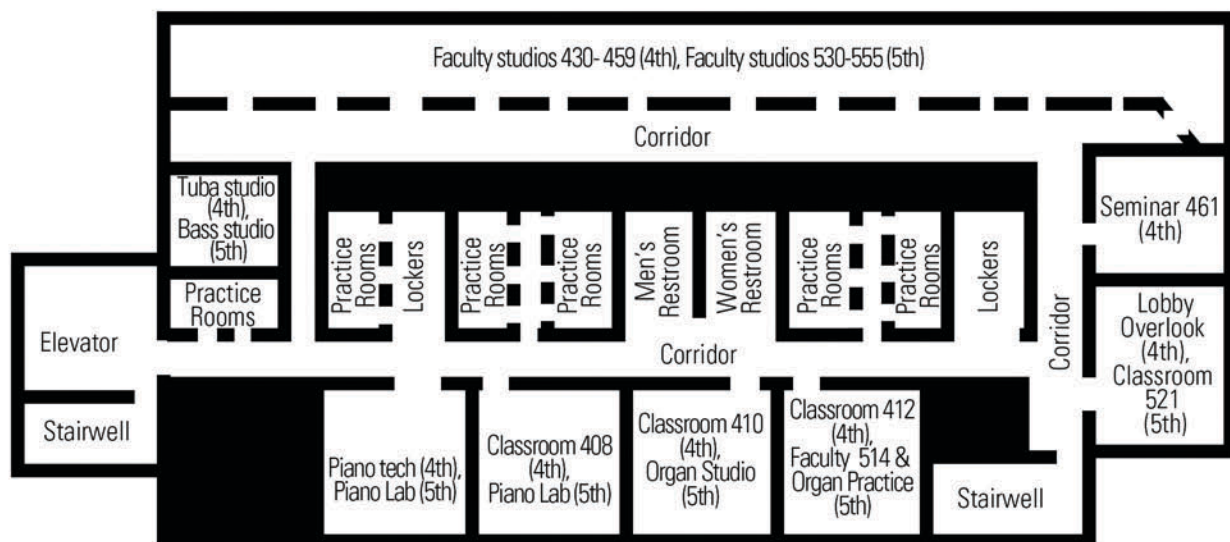 Faculty studios 430- 459 (4th), Faculty studios 530-555 (5th)
Corridor
Tuba studio
(4th),
Bass studio
(5th)
Seminar 461
(4th)
Practice
Rooms
Lockers
Practice
Rooms
Practice
Rooms
Men's
Restroom
Women's
Restroom
Practice
Rooms
Practice
Rooms
Lockers
Practice
Rooms
Elevator
Corridor
Corridor
Lobby
Overlook
(4th),
Classroom
521
(5th)
Stairwell
Piano tech (4th),
Piano Lab (5th)
Classroom 408
(4th),
Piano Lab (5th)
Classroom 410
(4th),
Organ Studio
(5th)
Classroom 412
(4th),
Faculty 514 &
Organ Practice
(5th)
Stairwell